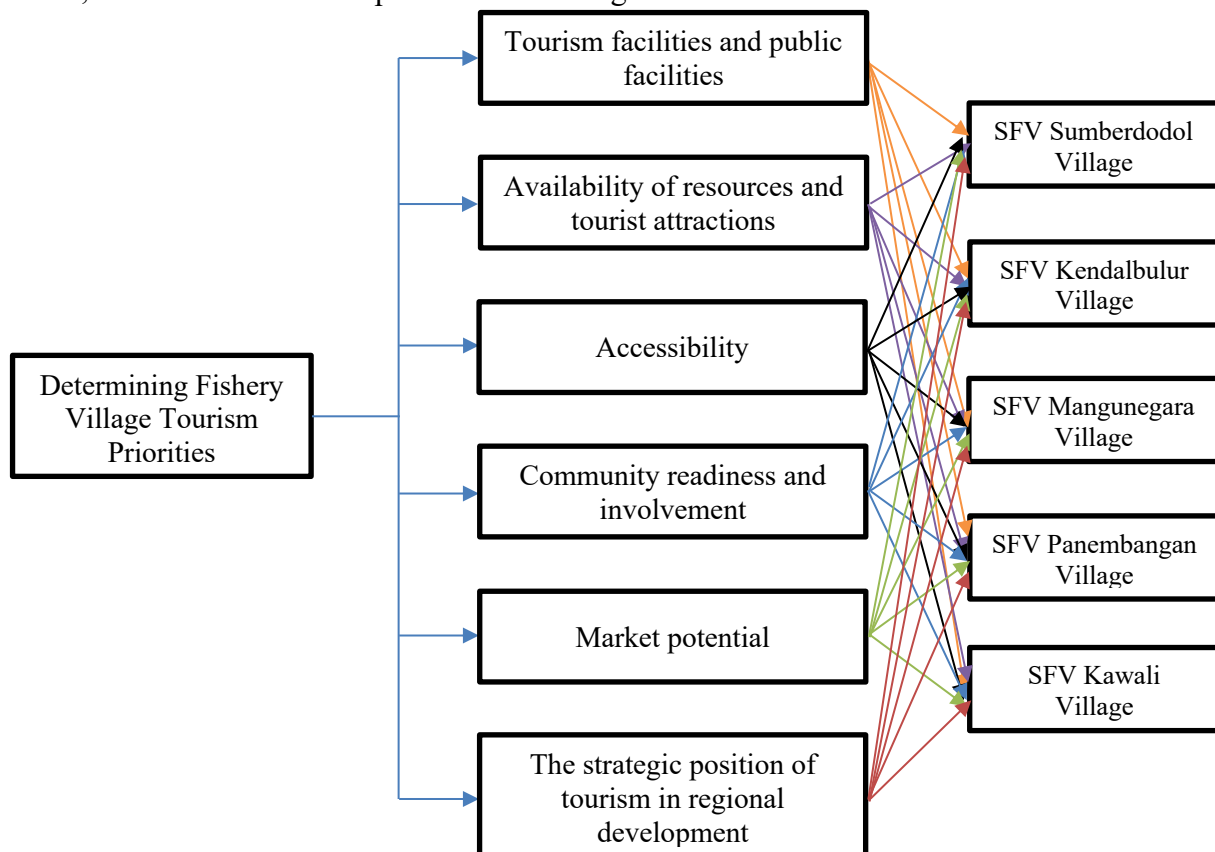 Tourism facilities and public
facilities
Availability of resources and
tourist attractions
Accessibility
Community readiness and
involvement
Market potential
The strategic position of
tourism in regional
development
Determining Fishery
Village Tourism
Priorities
SFV Sumberdodol
Village
SFV Kendalbulur
Village
SFV Mangunegara
Village
SFV Panembangan
Village
SFV Kawali
Village